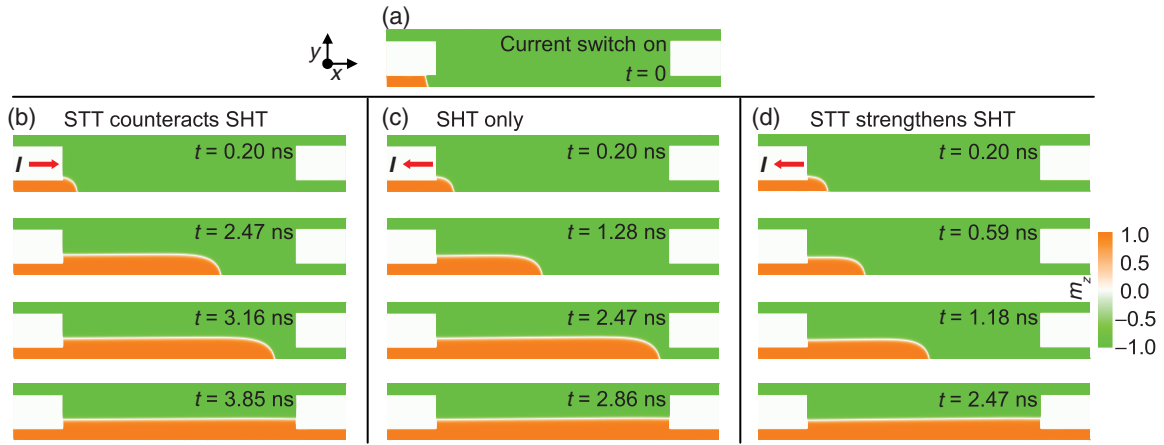 (a)
Current switch on
t = 0
y
x
(b) STT counteracts SHT
I
t = 0.20 ns
t = 2.47 ns
t = 3.16 ns
t = 3.85 ns
(c) SHT only
I
t = 0.20 ns
t = 1.28 ns
t = 2.47 ns
t = 2.86 ns
(d) STT strengthens SHT
I
t = 0.20 ns
t = 0.59 ns
t = 1.18 ns
t = 2.47 ns
m_z
1.0
0.5
0.0
−0.5
−1.0